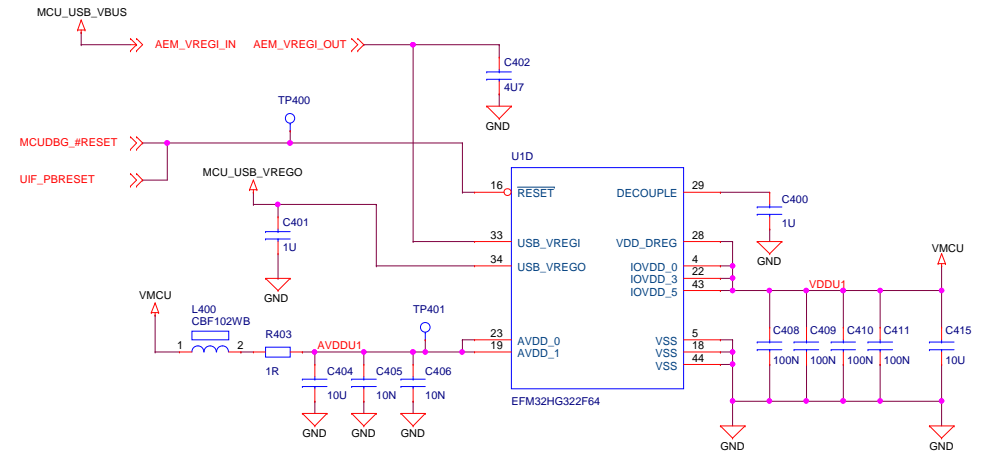 MCU_USB_VBUS
AEM_VREGI_IN AEM_VREGI_OUT
C402
4U7
GND
TP400
MCUDBG_#RESET
UIF_PBRESET
MCU_USB_VREGO
C401
1U
GND
U1D
16 RESET
33 USB_VREGI
34 USB_VREGO
23 AVDD_0
19 AVDD_1
DECOUPLE 29
VDD_DREG 28
IOVDD_0 4
IOVDD_3 22
IOVDD_5 43
VSS 5
VSS 18
VSS 44
EFM32HG322F64
C400
1U
GND
VMCU
VDDU1
C408
100N
C409
100N
C410
100N
C411
100N
C415
10U
GND
GND
VMCU
L400
CBF102WB
1 2
R403
1R
AVDDU1
TP401
C404
10U
C405
10N
C406
10N
GND
GND
GND